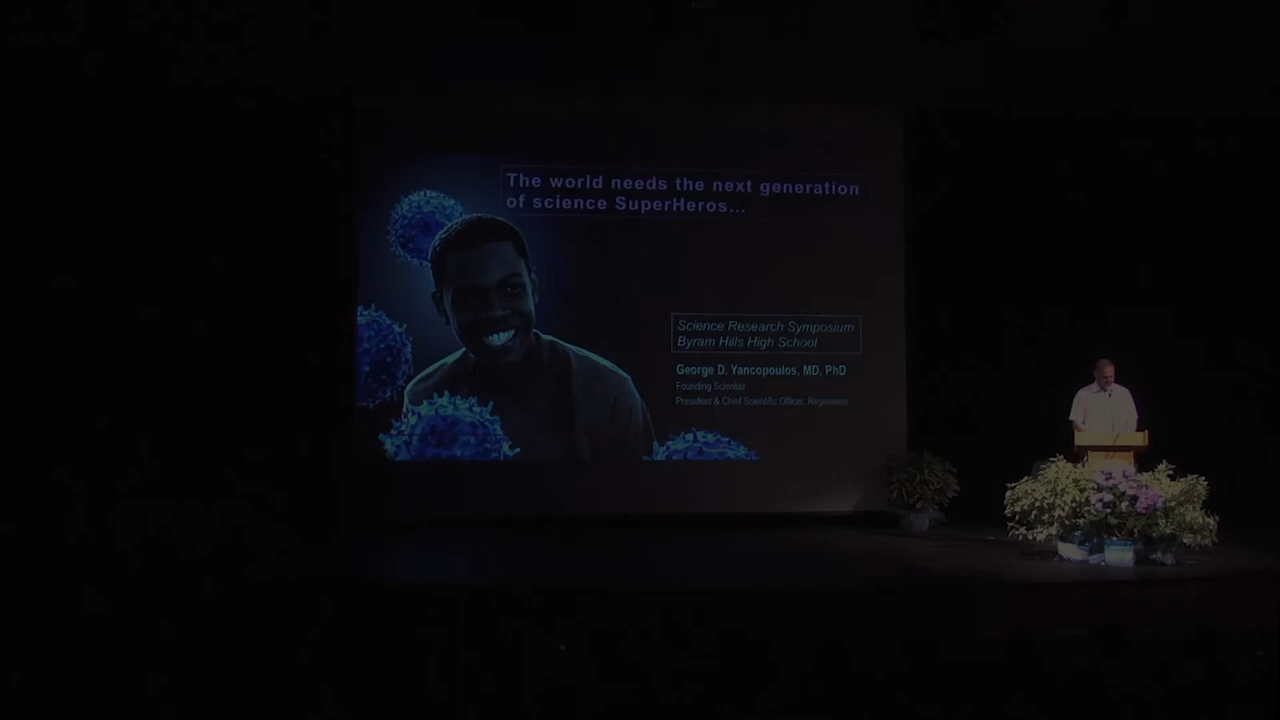 The world needs the next generation
of science SuperHeros...
Science Research Symposium
Byram Hills High School
George D. Yancopoulos, MD, PhD
Founding Scientist
President & Chief Scientific Officer, Regeneron